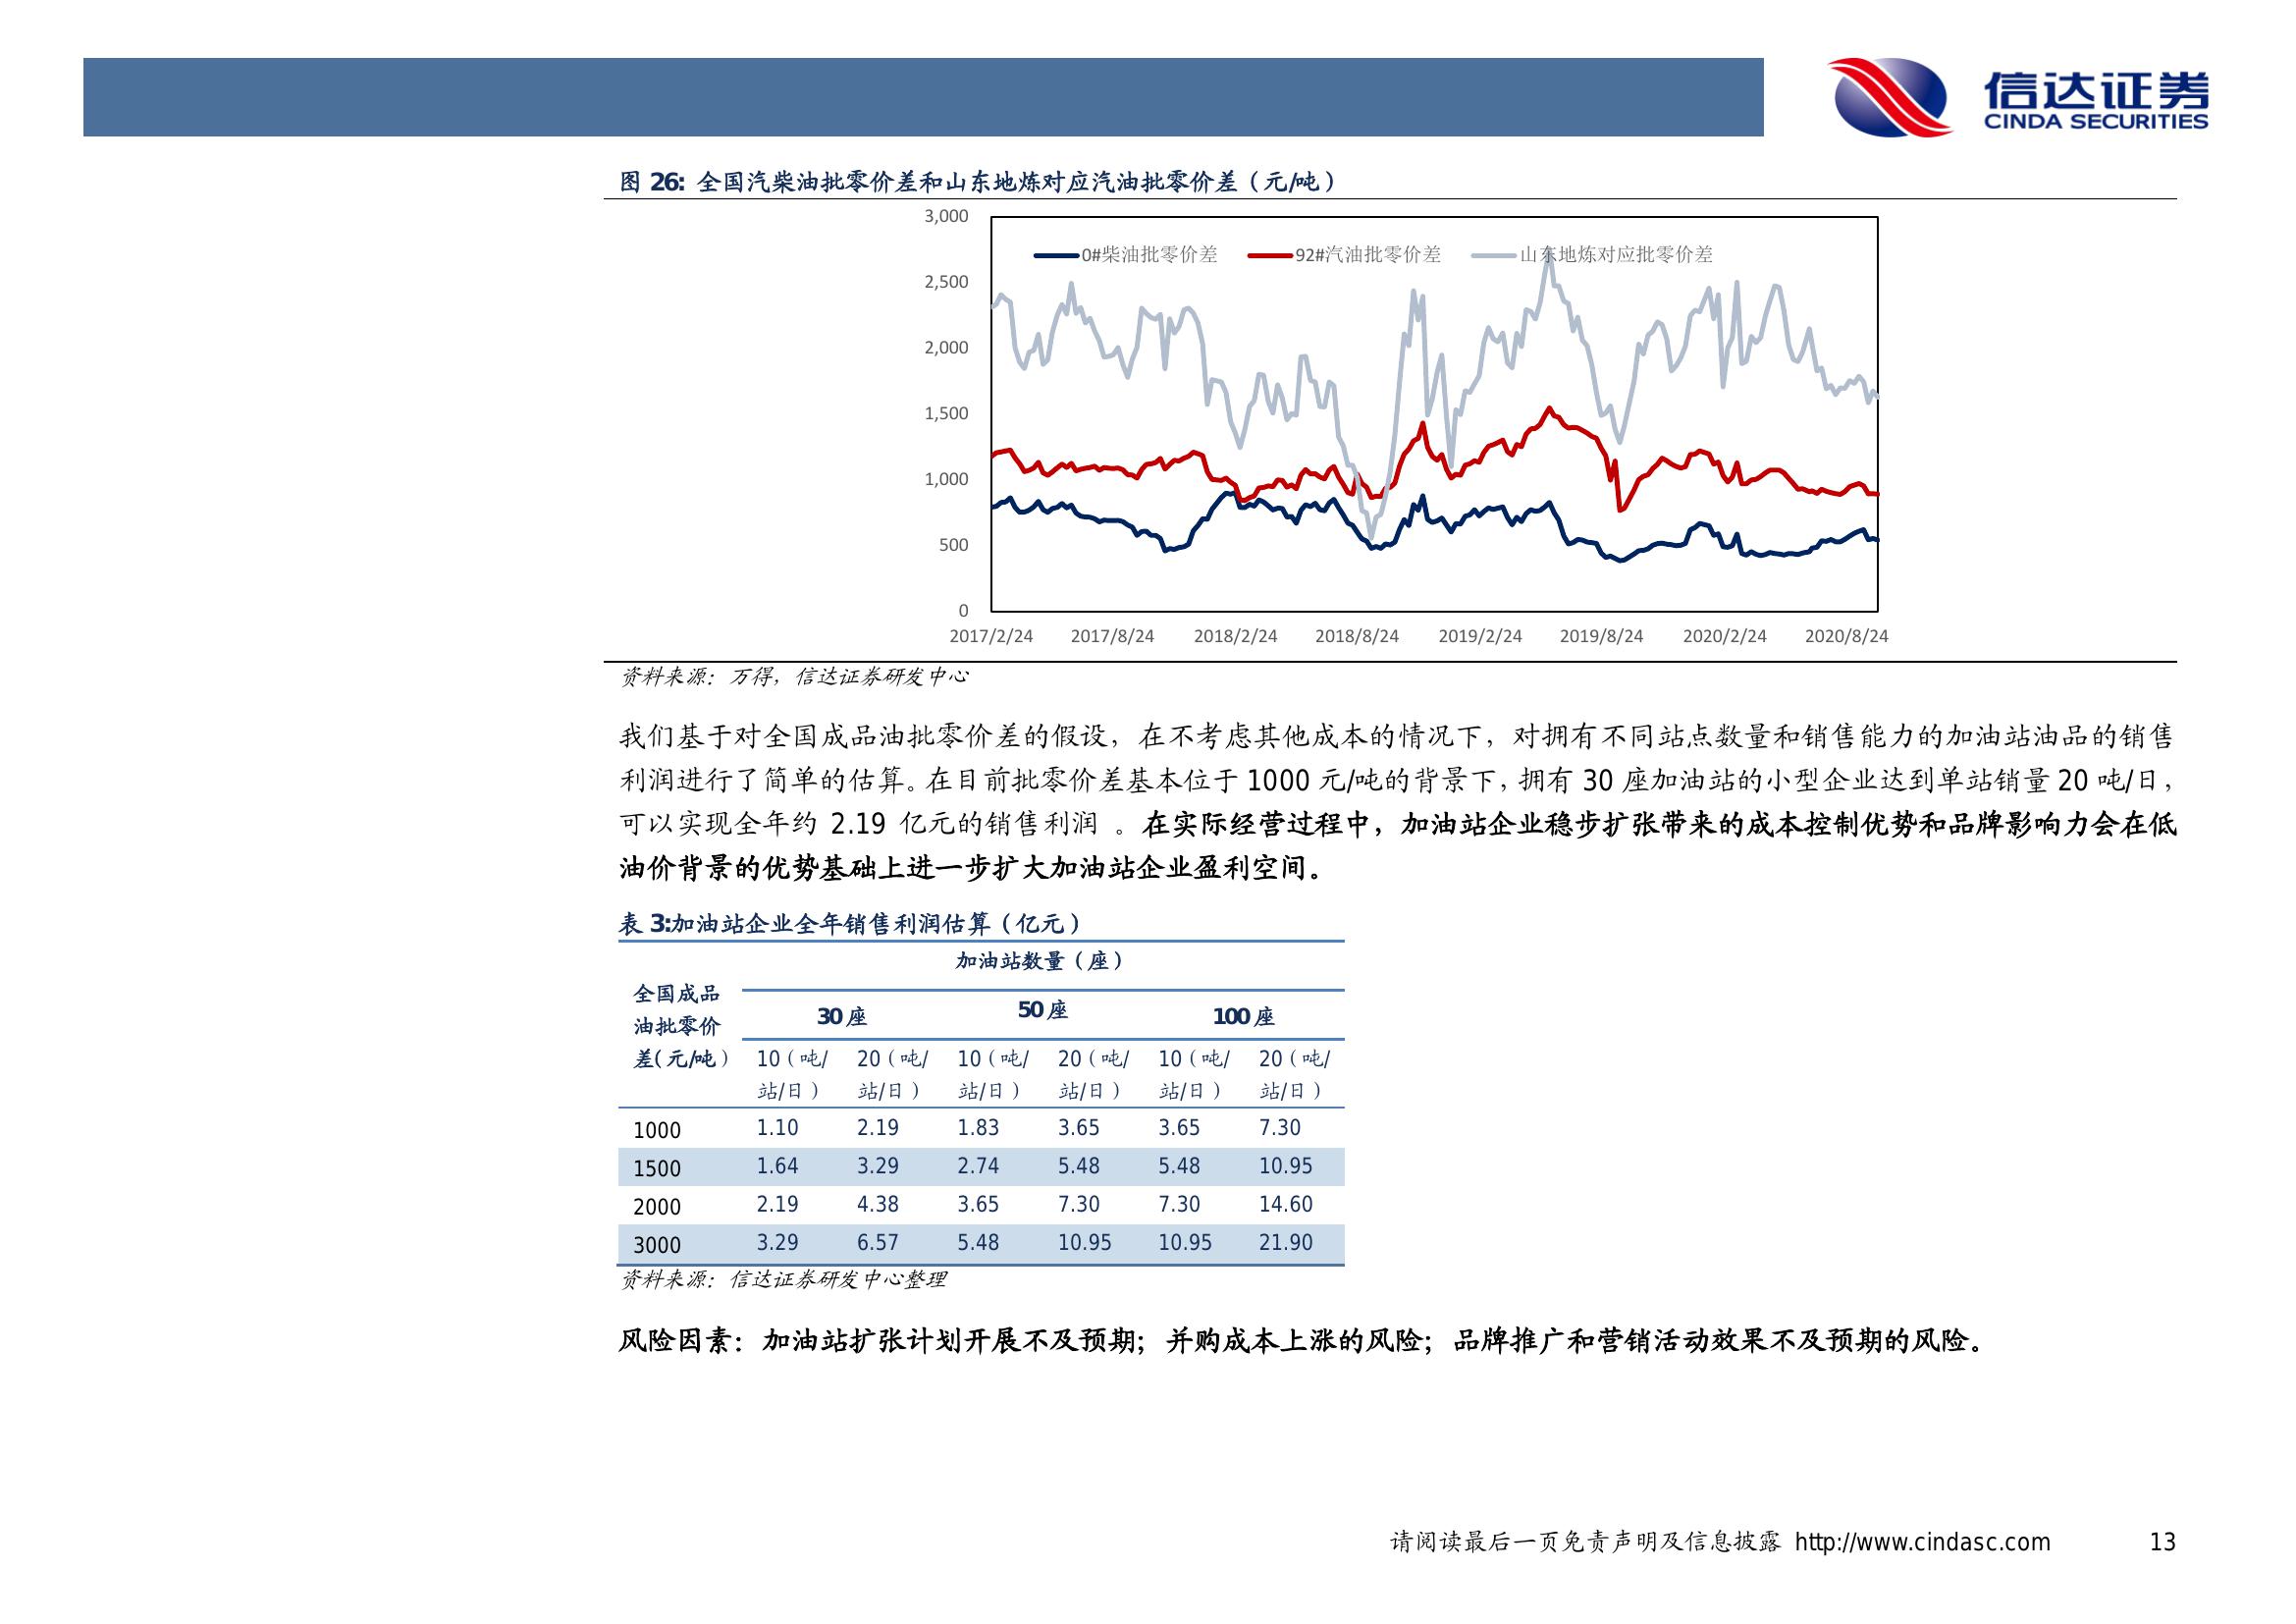 信达证券
CINDA SECURITIES
图 26: 全国汽柴油批零价差和山东地炼对应汽油批零价差（元/吨）
3,000
2,500
2,000
1,500
1,000
500
0
0#柴油批零价差 92#汽油批零价差 山东地炼对应批零价差
2017/2/24 2017/8/24 2018/2/24 2018/8/24 2019/2/24 2019/8/24 2020/2/24 2020/8/24
资料来源：万得，信达证券研发中心
我们基于对全国成品油批零价差的假设，在不考虑其他成本的情况下，对拥有不同站点数量和销售能力的加油站油品的销售
利润进行了简单的估算。在目前批零价差基本位于 1000 元/吨的背景下，拥有 30 座加油站的小型企业达到单站销量 20 吨/日，
可以实现全年约 2.19 亿元的销售利润 。在实际经营过程中，加油站企业稳步扩张带来的成本控制优势和品牌影响力会在低
油价背景的优势基础上进一步扩大加油站企业盈利空间。
表 3:加油站企业全年销售利润估算（亿元）
全国成品
油批零价
差（元/吨）
加油站数量（座）
30 座 50 座 100 座
10（吨/ 20（吨/ 10（吨/ 20（吨/ 10（吨/ 20（吨/
站/日） 站/日） 站/日） 站/日） 站/日） 站/日）
1000 1.10 2.19 1.83 3.65 3.65 7.30
1500 1.64 3.29 2.74 5.48 5.48 10.95
2000 2.19 4.38 3.65 7.30 7.30 14.60
3000 3.29 6.57 5.48 10.95 10.95 21.90
资料来源：信达证券研发中心整理
风险因素：加油站扩张计划开展不及预期；并购成本上涨的风险；品牌推广和营销活动效果不及预期的风险。
请阅读最后一页免责声明及信息披露 http://www.cindasc.com 13